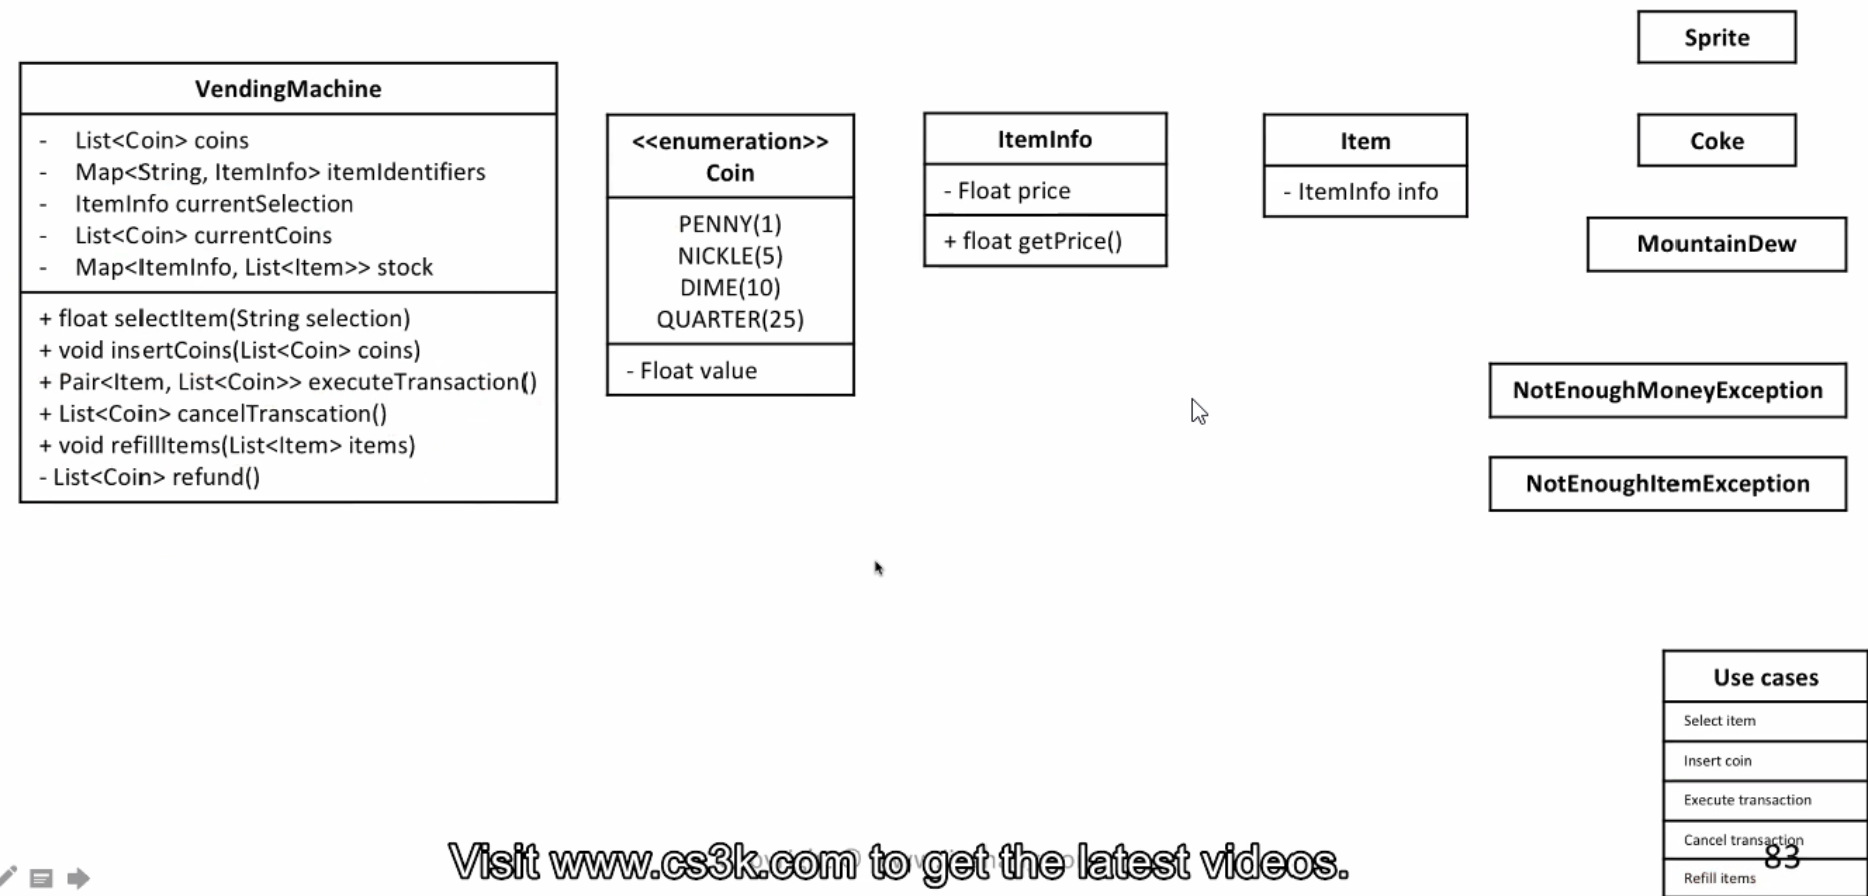 VendingMachine
- List<Coin> coins
- Map<String, ItemInfo> itemIdentifiers
- ItemInfo currentSelection
- List<Coin> currentCoins
- Map<ItemInfo, List<Item>> stock
+ float selectItem(String selection)
+ void insertCoins(List<Coin> coins)
+ Pair<Item, List<Coin>> executeTransaction()
+ List<Coin> cancelTranscation()
+ void refillItems(List<Item> items)
- List<Coin> refund()
<<enumeration>>
Coin
PENNY(1)
NICKLE(5)
DIME(10)
QUARTER(25)
- Float value
ItemInfo
- Float price
+ float getPrice()
Item
- ItemInfo info
Sprite
Coke
MountainDew
NotEnoughMoneyException
NotEnoughItemException
Use cases
Select item
Insert coin
Execute transaction
Cancel transaction
Refill items
83
Visit www.cs3k.com to get the latest videos.